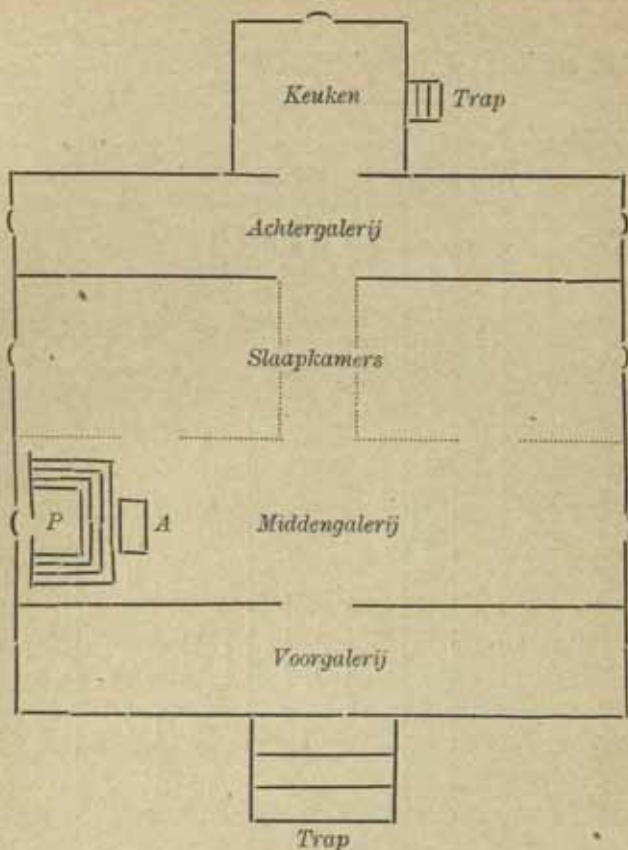 Keuken
Trap
Achtergalerij
Slaapkamers
P
A
Middengalerij
Voorgalerij
Trap